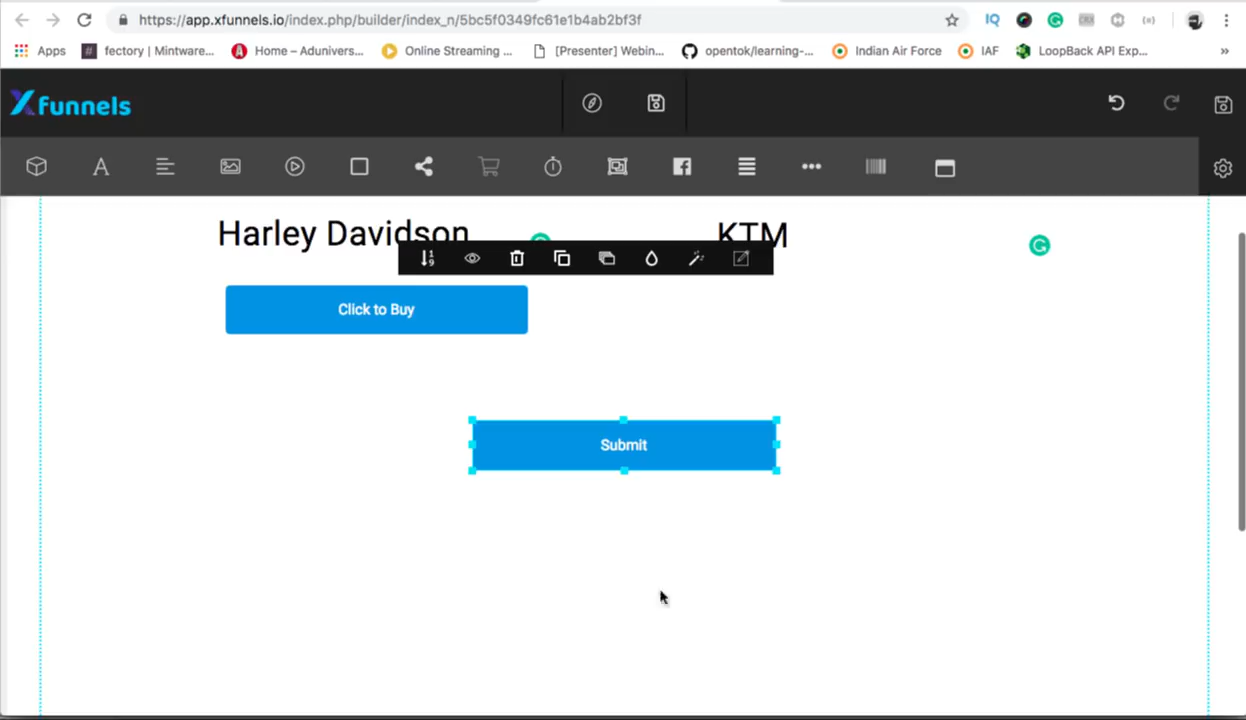 https://app.xfunnels.io/index.php/builder/index_n/5bc5f0349fc61e1b4ab2bf3f
Apps # fectory | Mintware... Home – Adunivers... Online Streaming ... [Presenter] Webin... opentok/learning-... Indian Air Force IAF LoopBack API Exp... »
Xfunnels
Harley Davidson KTM
Click to Buy
Submit